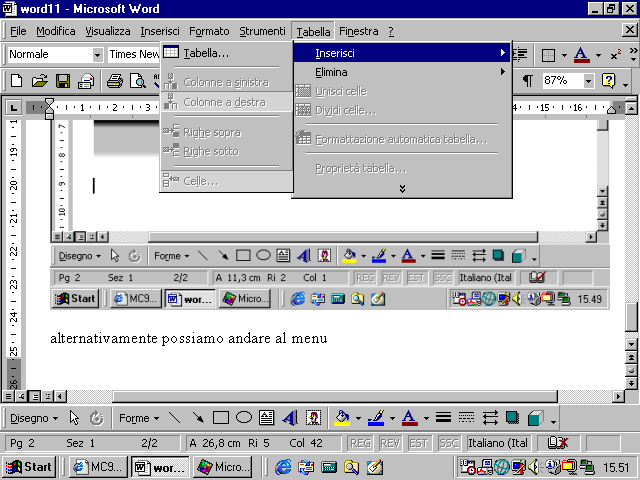 word11 - Microsoft Word
File Modifica Visualizza Inserisci Formato Strumenti Tabella Finestra ?
Normale Times New
Tabella...
Colonne a sinistra
Colonne a destra
Righe sopra
Righe sotto
Celle...
Inserisci
Elimina
Unisci celle
Dividi celle...
Formattazione automatica tabella...
Proprietà tabella...
87%
Disegno Forme
Pg 2 Sez 1 2/2 A 11,3 cm Ri 2 Col 1 REG REV EST SSC Italiano (Ital
Start MC9... wor... Micro... 15.49
alternativamente possiamo andare al menu
Disegno Forme
Pg 2 Sez 1 2/2 A 26,8 cm Ri 5 Col 42 REG REV EST SSC Italiano (Ital
Start MC9... wor... Micro... 15.51